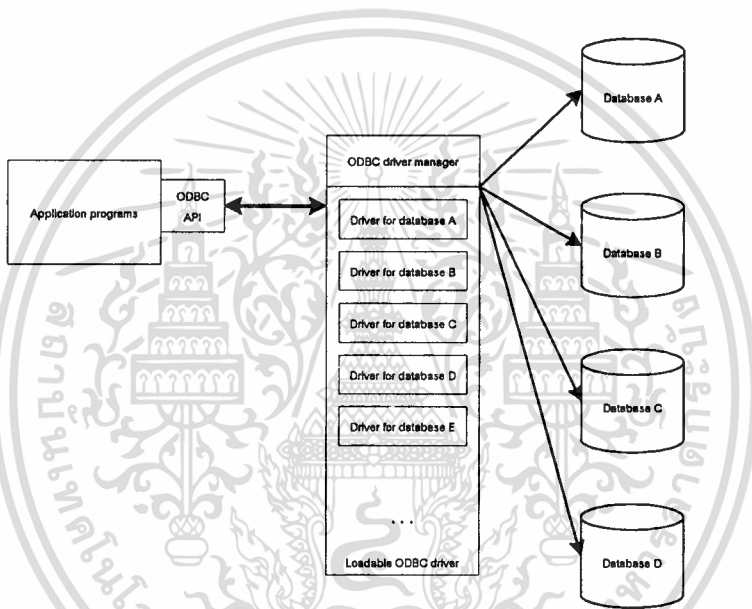 Application programs
ODBC
API
ODBC driver manager
Driver for database A
Driver for database B
Driver for database C
Driver for database D
Driver for database E
...
Loadable ODBC driver
Database A
Database B
Database C
Database D